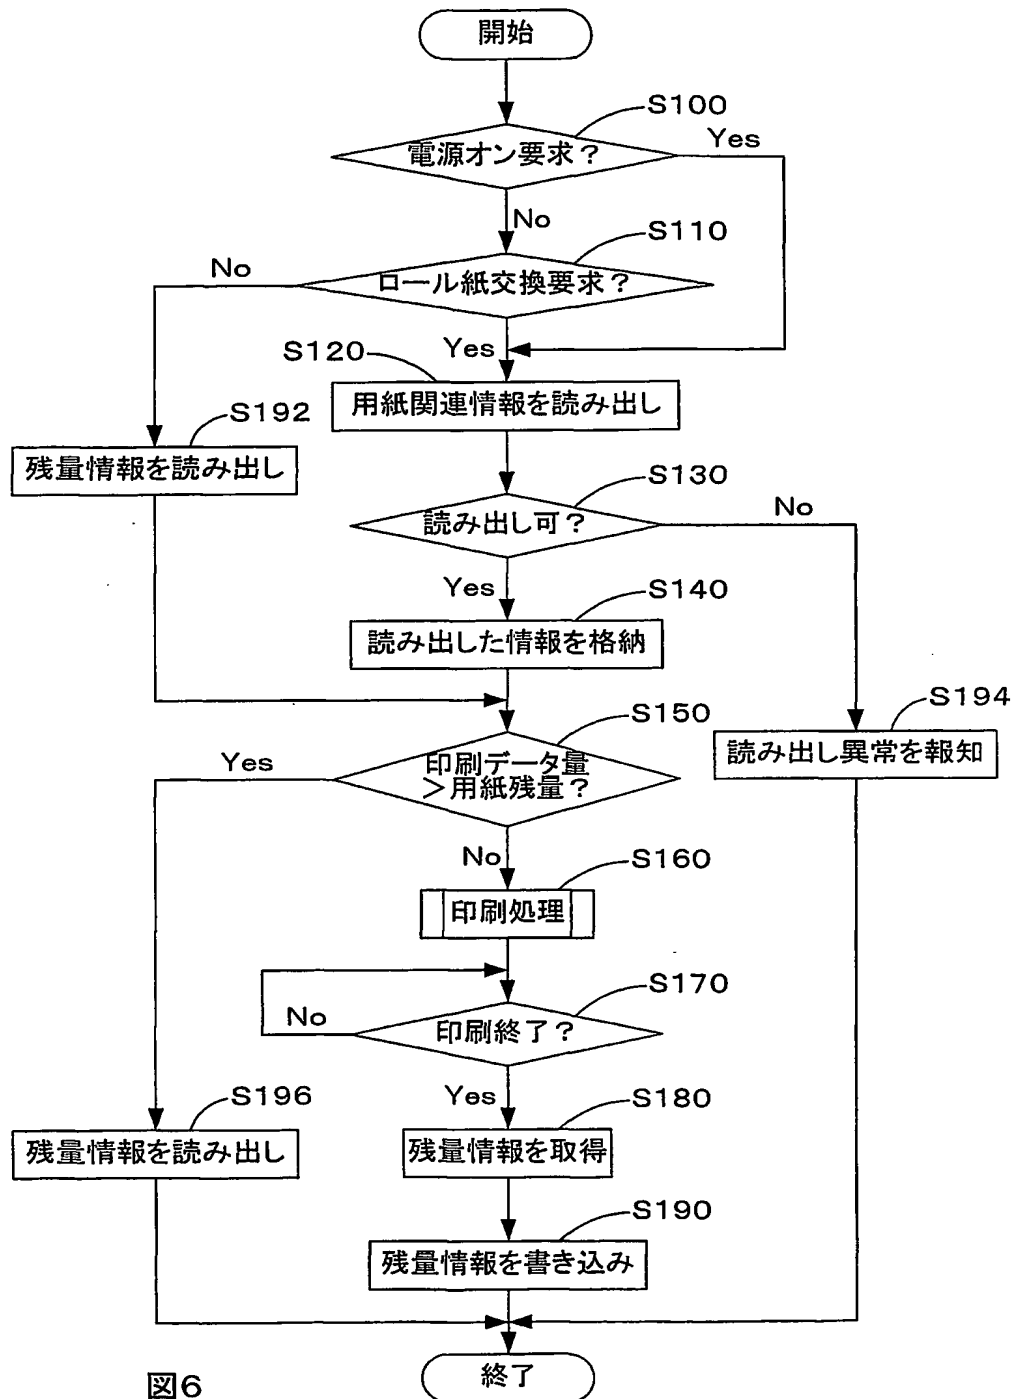 開始
S100
電源オン要求?
Yes
No
S110
No
ロール紙交換要求?
S120
Yes
用紙関連情報を読み出し
S192
残量情報を読み出し
S130
読み出し可?
No
Yes
S140
読み出した情報を格納
S150
S194
読み出し異常を報知
Yes
印刷データ量
>用紙残量?
No
S160
印刷処理
S170
No
印刷終了?
Yes
S196
S180
残量情報を読み出し
残量情報を取得
S190
残量情報を書き込み
終了
図6